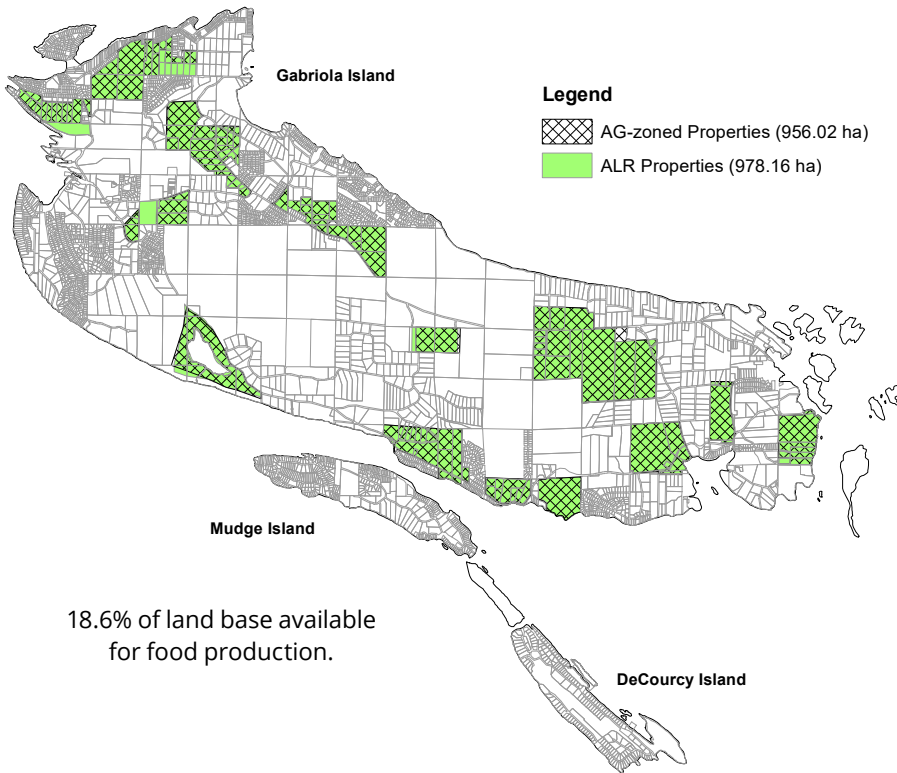 Gabriola Island
Legend
AG-zoned Properties (956.02 ha)
ALR Properties (978.16 ha)
Mudge Island
18.6% of land base available
for food production.
DeCourcy Island